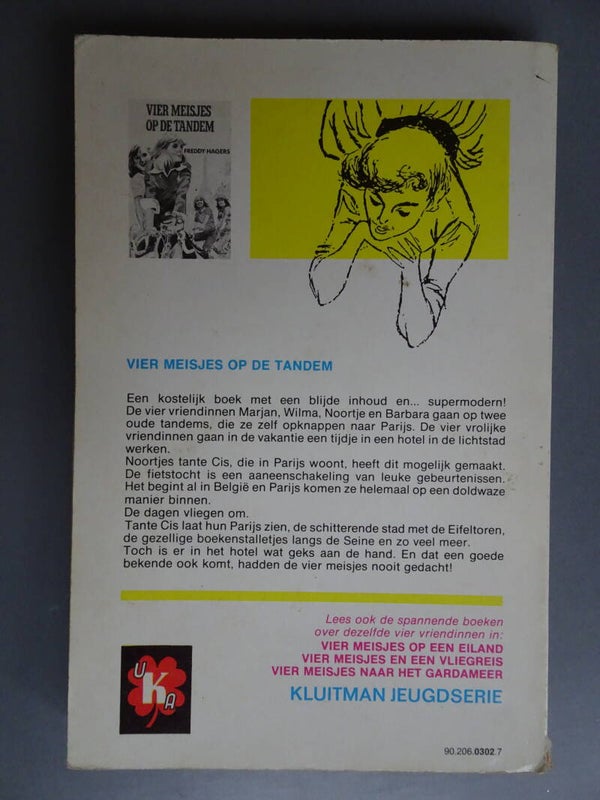 VIER MEISJES
OP DE TANDEM
FREDDY HAGERS
VIER MEISJES OP DE TANDEM
Een kostelijk boek met een blijde inhoud en... supermodern!
De vier vriendinnen Marjan, Wilma, Noortje en Barbara gaan op twee
oude tandems, die ze zelf opknappen naar Parijs. De vier vrolijke
vriendinnen gaan in de vakantie een tijdje in een hotel in de lichtstad
werken.
Noortjes tante Cis, die in Parijs woont, heeft dit mogelijk gemaakt.
De fietstocht is een aaneenschakeling van leuke gebeurtenissen.
Het begint al in België en Parijs komen ze helemaal op een doldwaze
manier binnen.
De dagen vliegen om.
Tante Cis laat hun Parijs zien, de schitterende stad met de Eifeltoren,
de gezellige boekenstalletjes langs de Seine en zo veel meer.
Toch is er in het hotel wat geks aan de hand. En dat een goede
bekende ook komt, hadden de vier meisjes nooit gedacht!
Lees ook de spannende boeken
over dezelfde vier vriendinnen in:
VIER MEISJES OP EEN EILAND
VIER MEISJES EN EEN VLIEGREIS
VIER MEISJES NAAR HET GARDAMEER
KLUITMAN JEUGDSERIE
U K A
90.206.0302.7